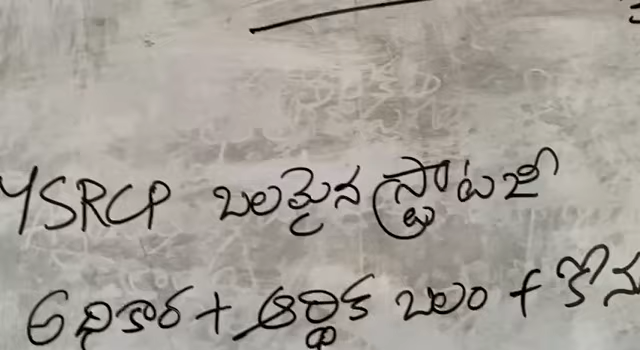 YSRCP బలమైన స్ట్రాటజీ
అధికార + ఆర్థిక బలం +